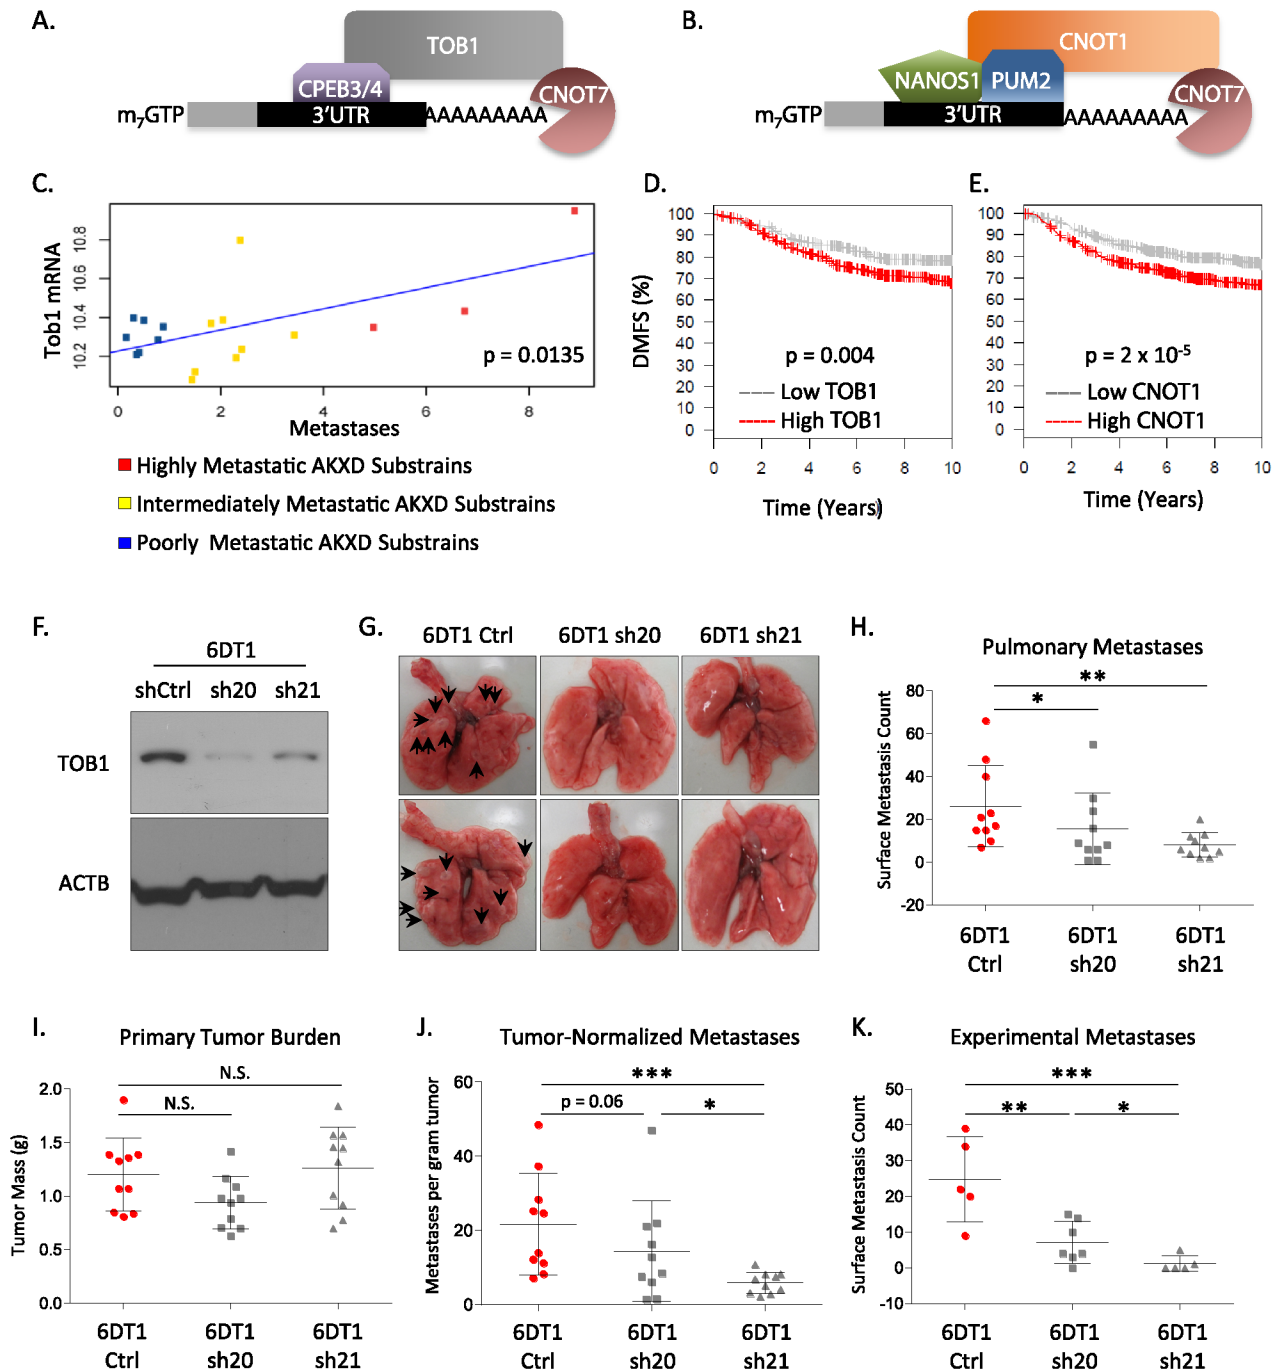 A.
TOB1
CPEB3/4
CNOT7
m7GTP
3'UTR
AAAAAAAAA
B.
CNOT1
NANOS1
PUM2
CNOT7
m7GTP
3'UTR
AAAAAAAAA
C.
Tob1 mRNA
10.8
10.6
10.4
10.2
p = 0.0135
0 2 4 6 8
Metastases
Highly Metastatic AKXD Substrains
Intermediately Metastatic AKXD Substrains
Poorly Metastatic AKXD Substrains
D.
DMFS (%)
100
90
80
70
60
50
40
30
20
10
0
p = 0.004
Low TOB1
High TOB1
0 2 4 6 8 10
Time (Years)
E.
100
90
80
70
60
50
40
30
20
10
0
p = 2 x 10-5
Low CNOT1
High CNOT1
0 2 4 6 8 10
Time (Years)
F.
6DT1
shCtrl sh20 sh21
TOB1
ACTB
G.
6DT1 Ctrl 6DT1 sh20 6DT1 sh21
H.
Pulmonary Metastases
Surface Metastasis Count
80
60
40
20
0
-20
**
*
6DT1 Ctrl
6DT1 sh20
6DT1 sh21
I.
Primary Tumor Burden
Tumor Mass (g)
2.0
1.5
1.0
0.5
0.0
N.S.
N.S.
6DT1 Ctrl
6DT1 sh20
6DT1 sh21
J.
Tumor-Normalized Metastases
Metastases per gram tumor
60
40
20
0
***
p = 0.06
*
6DT1 Ctrl
6DT1 sh20
6DT1 sh21
K.
Experimental Metastases
Surface Metastasis Count
50
40
30
20
10
0
-10
***
**
*
6DT1 Ctrl
6DT1 sh20
6DT1 sh21